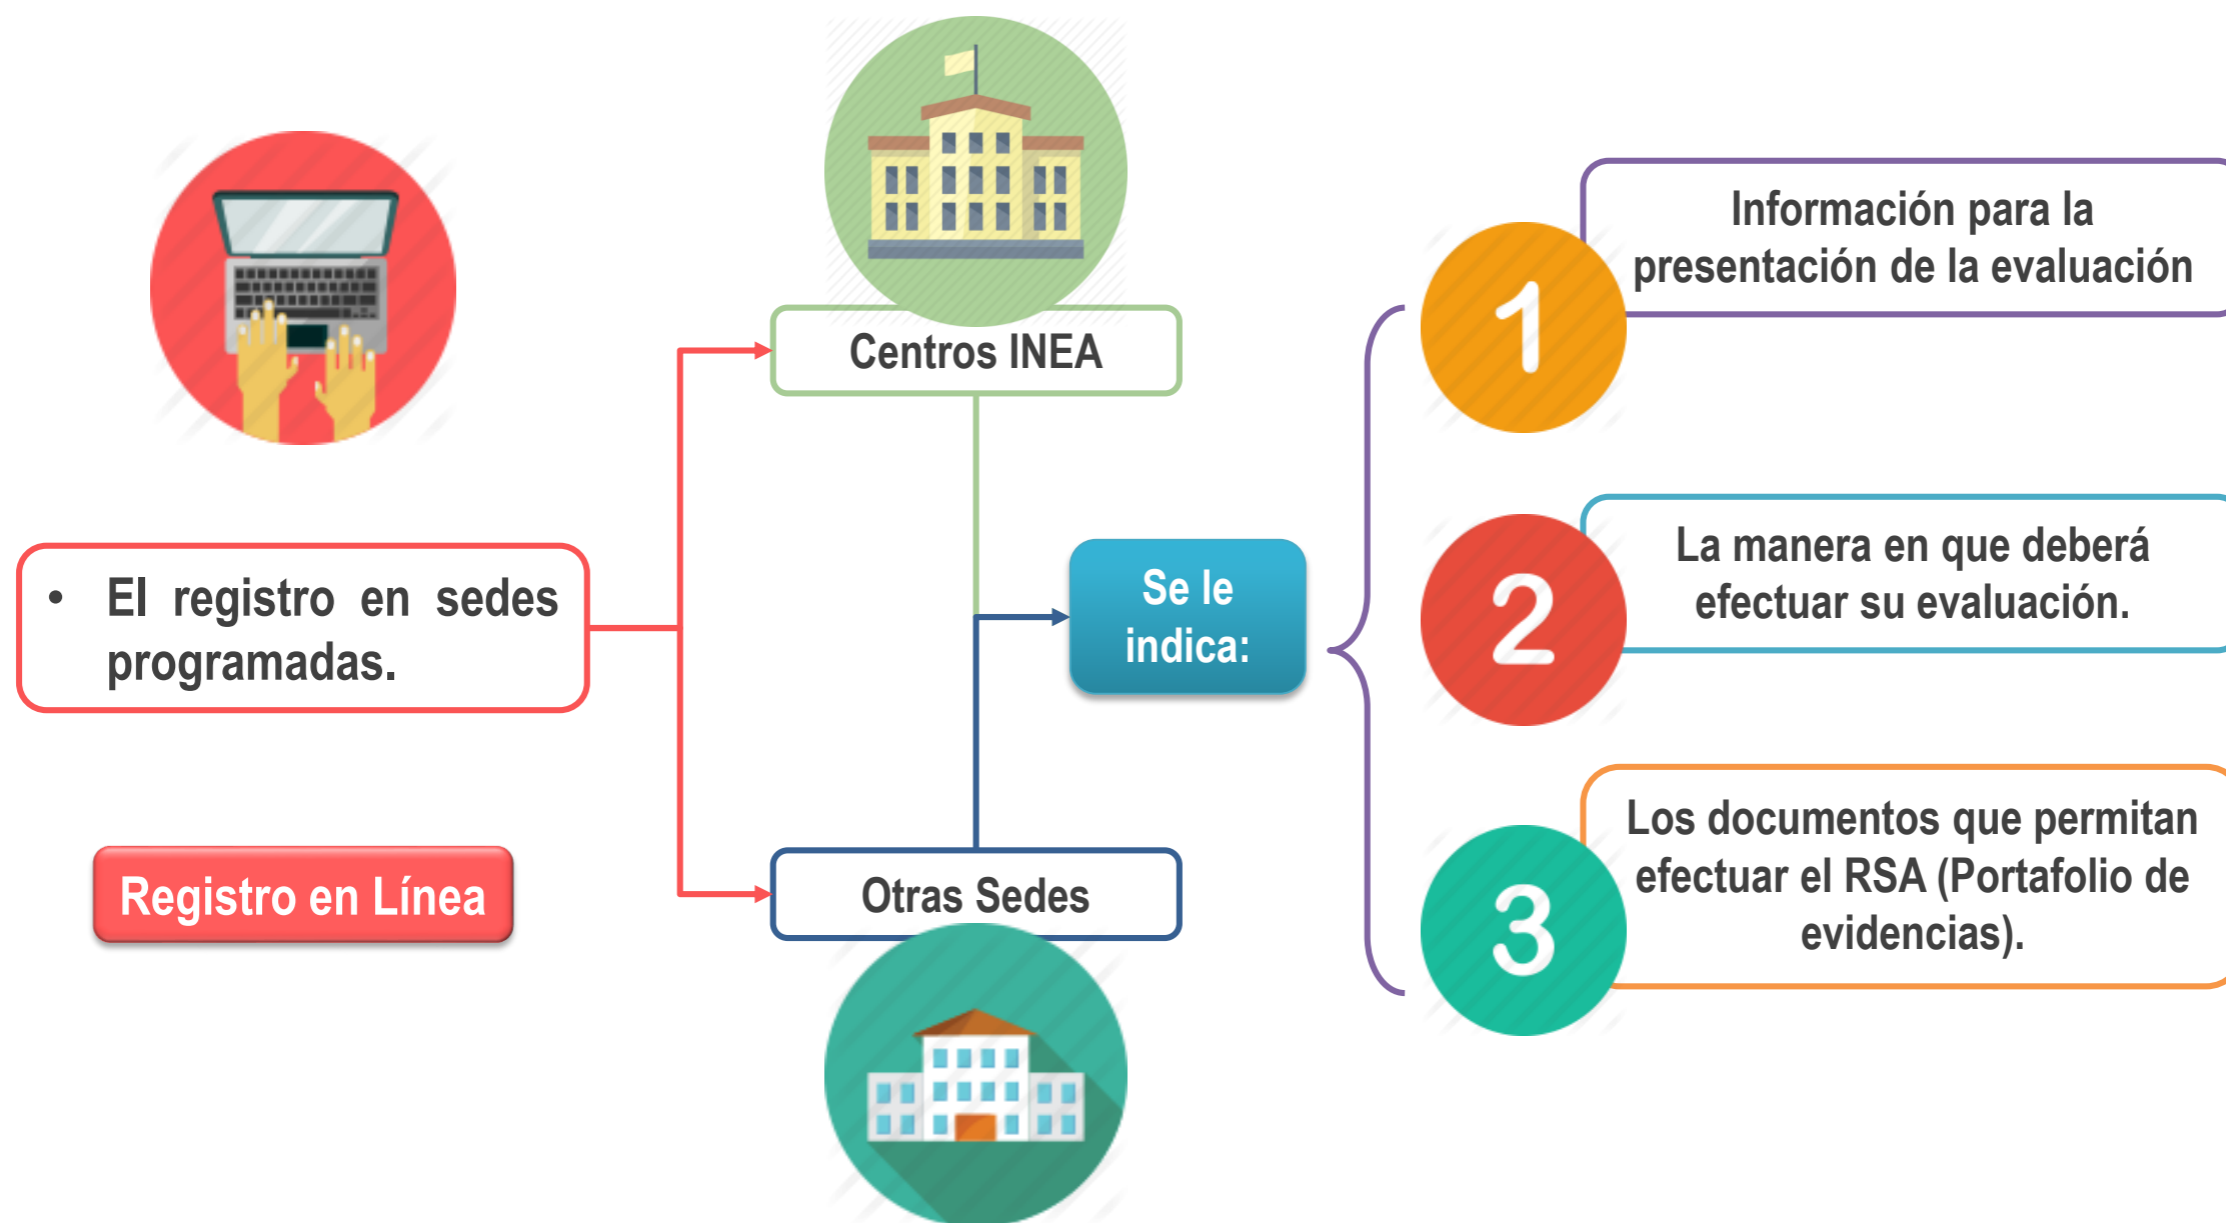 • El registro en sedes
programadas.
Registro en Línea
Centros INEA
Otras Sedes
Se le
indica:
1
Información para la
presentación de la evaluación
2
La manera en que deberá
efectuar su evaluación.
3
Los documentos que permitan
efectuar el RSA (Portafolio de
evidencias).